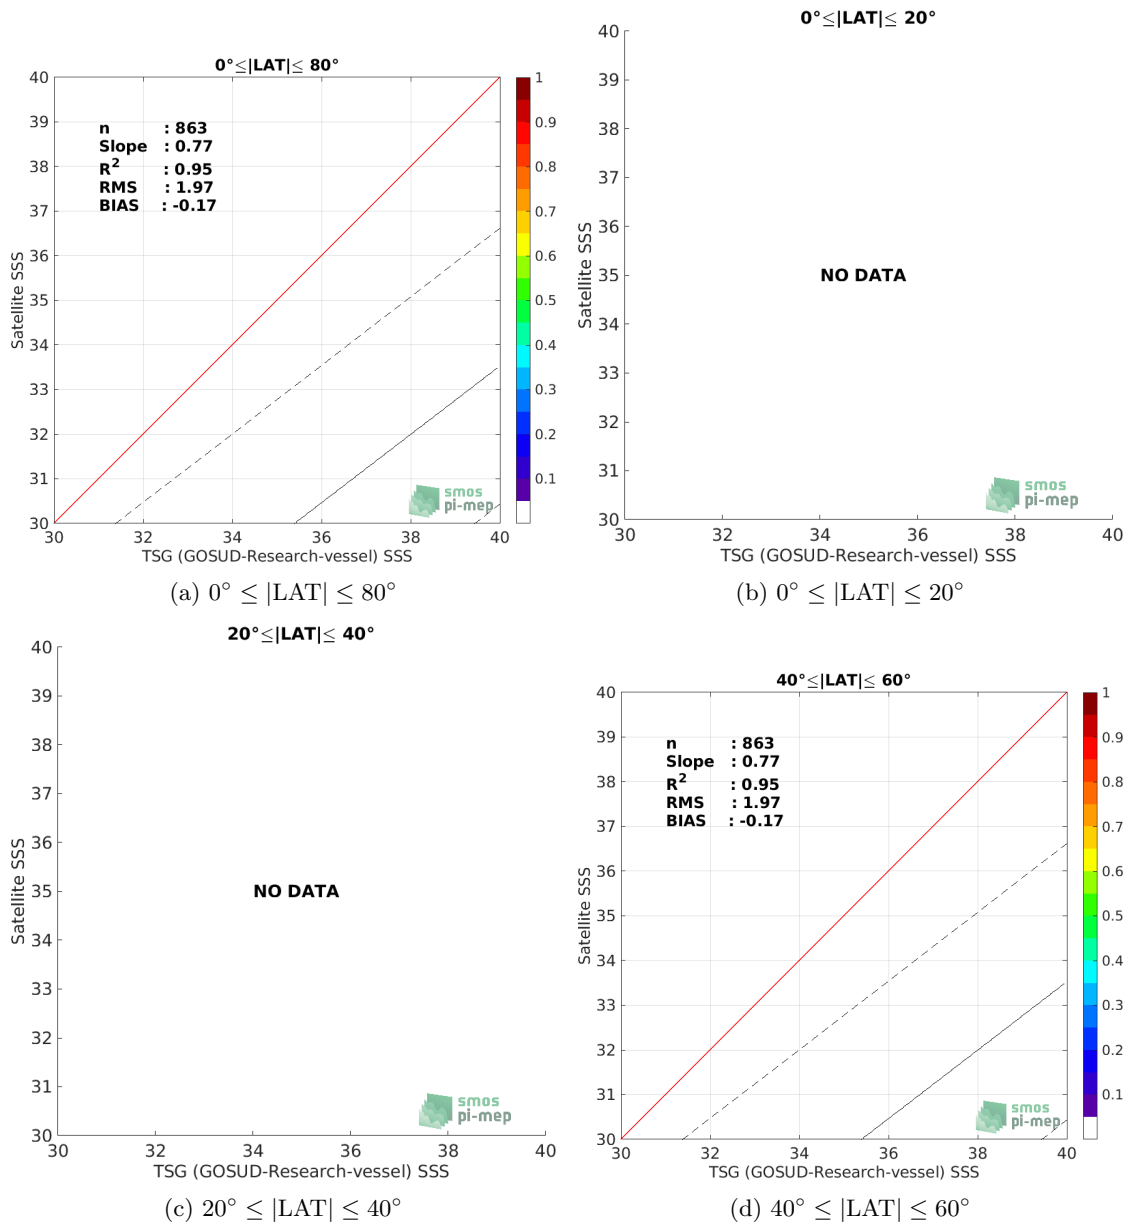 0°≤|LAT|≤ 80°
40
39
38
37
36
35
34
33
32
31
30
Satellite SSS
n : 863
Slope : 0.77
R² : 0.95
RMS : 1.97
BIAS : -0.17
smos
pi-mep
30 32 34 36 38 40
TSG (GOSUD-Research-vessel) SSS
1
0.9
0.8
0.7
0.6
0.5
0.4
0.3
0.2
0.1
(a) 0° ≤ |LAT| ≤ 80°
0°≤|LAT|≤ 20°
40
39
38
37
36
35
34
33
32
31
30
Satellite SSS
NO DATA
smos
pi-mep
30 32 34 36 38 40
TSG (GOSUD-Research-vessel) SSS
(b) 0° ≤ |LAT| ≤ 20°
20°≤|LAT|≤ 40°
40
39
38
37
36
35
34
33
32
31
30
Satellite SSS
NO DATA
smos
pi-mep
30 32 34 36 38 40
TSG (GOSUD-Research-vessel) SSS
(c) 20° ≤ |LAT| ≤ 40°
40°≤|LAT|≤ 60°
40
39
38
37
36
35
34
33
32
31
30
Satellite SSS
n : 863
Slope : 0.77
R² : 0.95
RMS : 1.97
BIAS : -0.17
smos
pi-mep
30 32 34 36 38 40
TSG (GOSUD-Research-vessel) SSS
1
0.9
0.8
0.7
0.6
0.5
0.4
0.3
0.2
0.1
(d) 40° ≤ |LAT| ≤ 60°